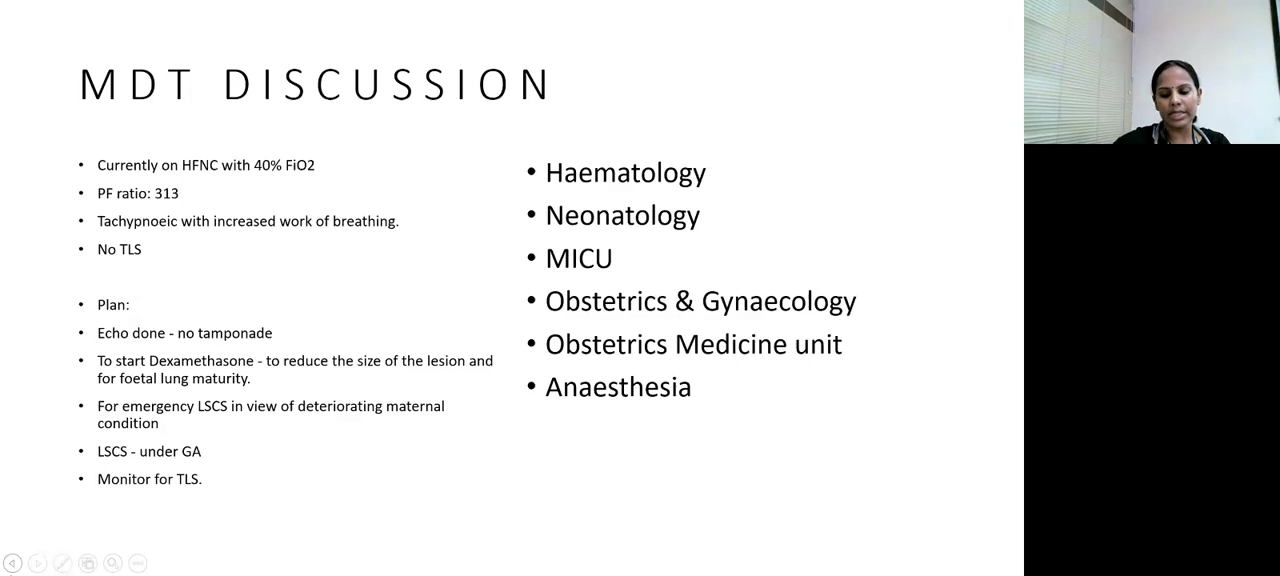 MDT DISCUSSION
• Currently on HFNC with 40% FiO2
• PF ratio: 313
• Tachypnoeic with increased work of breathing.
• No TLS
• Plan:
• Echo done - no tamponade
• To start Dexamethasone - to reduce the size of the lesion and
for foetal lung maturity.
• For emergency LSCS in view of deteriorating maternal
condition
• LSCS - under GA
• Monitor for TLS.
• Haematology
• Neonatology
• MICU
• Obstetrics & Gynaecology
• Obstetrics Medicine unit
• Anaesthesia